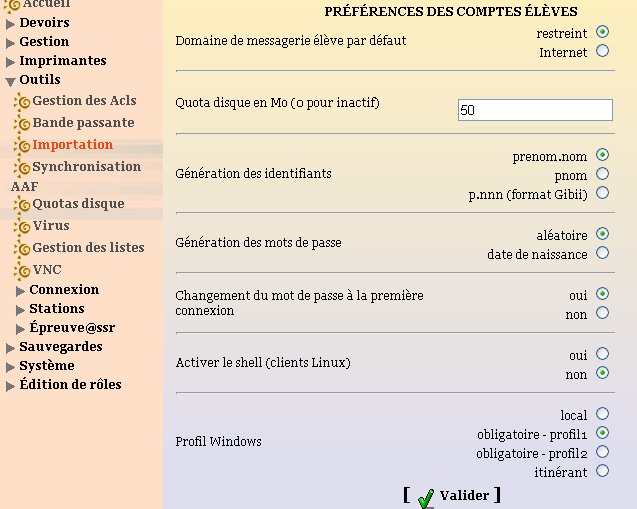 Accueil
Devoirs
Gestion
Imprimantes
Outils
Gestion des Acls
Bande passante
Importation
Synchronisation
AAF
Quotas disque
Virus
Gestion des listes
VNC
Connexion
Stations
Épreuve@ssr
Sauvegardes
Système
Édition de rôles
PRÉFÉRENCES DES COMPTES ÉLÈVES
Domaine de messagerie élève par défaut
restreint
Internet
Quota disque en Mo (0 pour inactif)
50
Génération des identifiants
prenom.nom
pnom
p.nnn (format Gibii)
Génération des mots de passe
aléatoire
date de naissance
Changement du mot de passe à la première
connexion
oui
non
Activer le shell (clients Linux)
oui
non
Profil Windows
local
obligatoire - profil1
obligatoire - profil2
itinérant
[ Valider ]